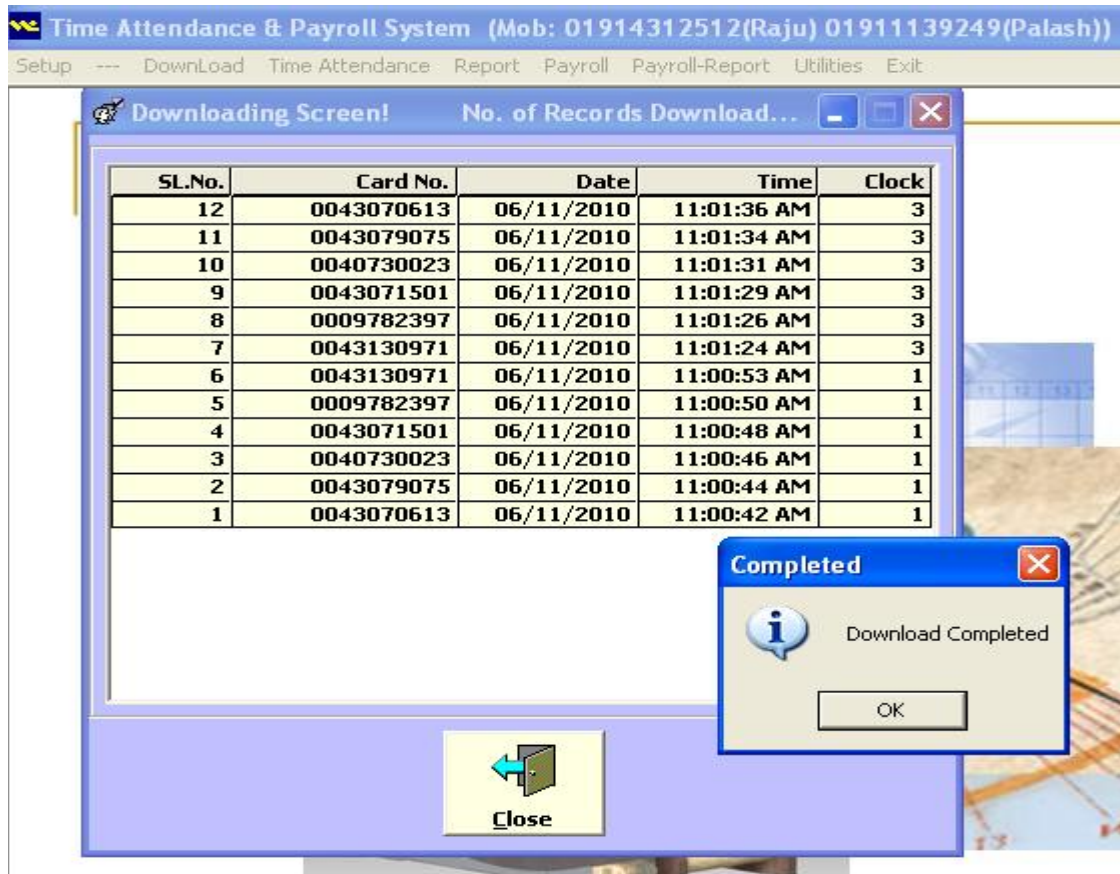 Time Attendance & Payroll System (Mob: 01914312512(Raju) 01911139249(Palash))
Setup --- DownLoad Time Attendance Report Payroll Payroll-Report Utilities Exit
Downloading Screen! No. of Records Download...
SL.No. Card No. Date Time Clock
12 0043070613 06/11/2010 11:01:36 AM 3
11 0043079075 06/11/2010 11:01:34 AM 3
10 0040730023 06/11/2010 11:01:31 AM 3
9 0043071501 06/11/2010 11:01:29 AM 3
8 0009782397 06/11/2010 11:01:26 AM 3
7 0043130971 06/11/2010 11:01:24 AM 3
6 0043130971 06/11/2010 11:00:53 AM 1
5 0009782397 06/11/2010 11:00:50 AM 1
4 0043071501 06/11/2010 11:00:48 AM 1
3 0040730023 06/11/2010 11:00:46 AM 1
2 0043079075 06/11/2010 11:00:44 AM 1
1 0043070613 06/11/2010 11:00:42 AM 1
Completed
Download Completed
OK
Close
13